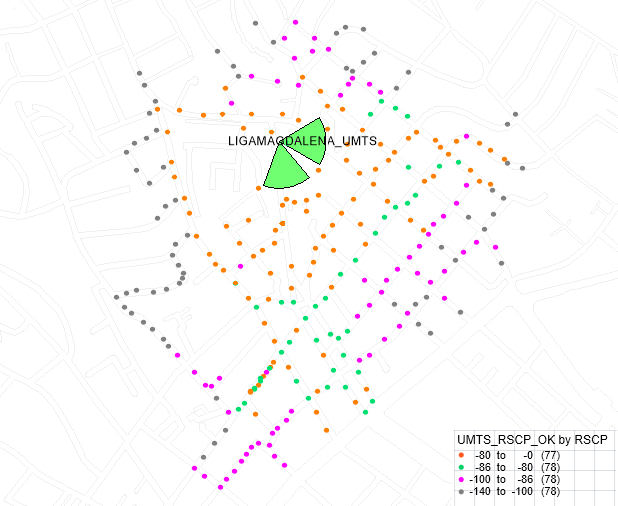 LIGAMAGDALENA_UMTS
UMTS_RSCP_OK by RSCP
-80 to -0 (77)
-86 to -80 (78)
-100 to -86 (78)
-140 to -100 (78)